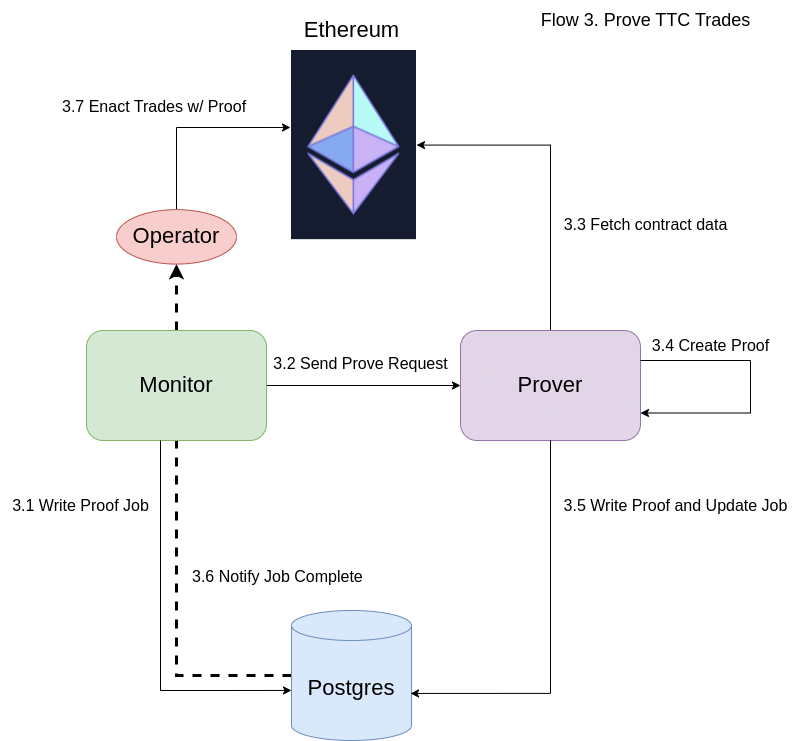 Flow 3. Prove TTC Trades
Ethereum
3.7 Enact Trades w/ Proof
Operator
3.3 Fetch contract data
3.4 Create Proof
3.2 Send Prove Request
Monitor
Prover
3.1 Write Proof Job
3.5 Write Proof and Update Job
3.6 Notify Job Complete
Postgres